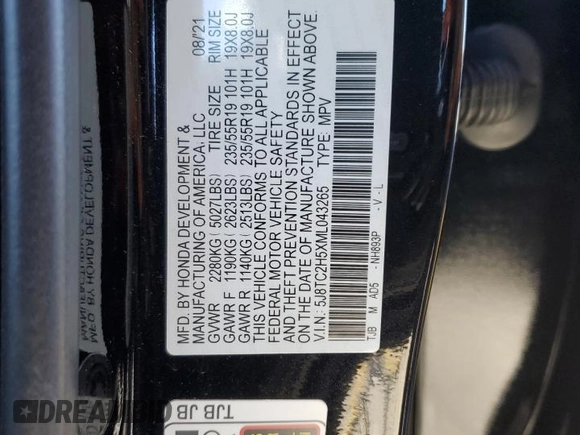 MFD. BY HONDA DEVELOPMENT & 08/'21
MANUFACTURING OF AMERICA, LLC
TIRE SIZE RIM SIZE
GVWR 2280KG ( 5027LBS)
GAWR F 1190KG ( 2623LBS) 235/55R19 101H 19X8.0J
GAWR R 1140KG ( 2513LBS) 235/55R19 101H 19X8.0J
THIS VEHICLE CONFORMS TO ALL APPLICABLE
FEDERAL MOTOR VEHICLE SAFETY
AND THEFT PREVENTION STANDARDS IN EFFECT
ON THE DATE OF MANUFACTURE SHOWN ABOVE.
V.I.N.: 5J8TC2H5XML043265 TYPE: MPV
TJB M AD5 - NH893P - V - L
TJB JB
DREAMBID